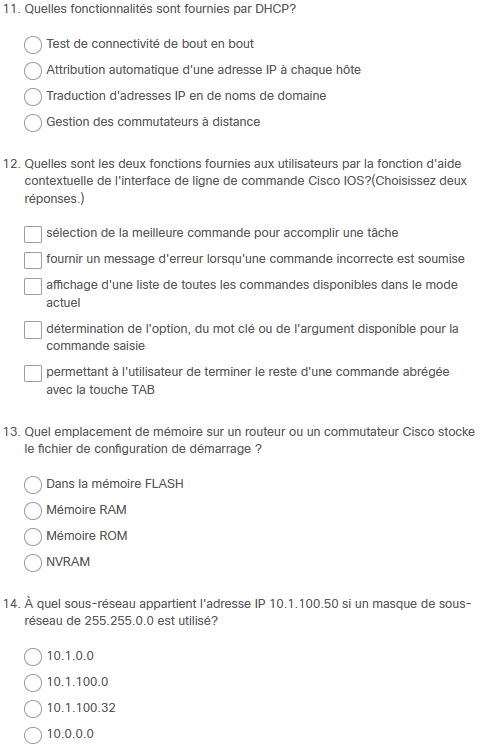 11. Quelles fonctionnalités sont fournies par DHCP?
Test de connectivité de bout en bout
Attribution automatique d'une adresse IP à chaque hôte
Traduction d'adresses IP en de noms de domaine
Gestion des commutateurs à distance
12. Quelles sont les deux fonctions fournies aux utilisateurs par la fonction d'aide
contextuelle de l'interface de ligne de commande Cisco IOS?(Choisissez deux
réponses.)
sélection de la meilleure commande pour accomplir une tâche
fournir un message d'erreur lorsqu'une commande incorrecte est soumise
affichage d'une liste de toutes les commandes disponibles dans le mode
actuel
détermination de l'option, du mot clé ou de l'argument disponible pour la
commande saisie
permettant à l'utilisateur de terminer le reste d'une commande abrégée
avec la touche TAB
13. Quel emplacement de mémoire sur un routeur ou un commutateur Cisco stocke
le fichier de configuration de démarrage ?
Dans la mémoire FLASH
Mémoire RAM
Mémoire ROM
NVRAM
14. À quel sous-réseau appartient l'adresse IP 10.1.100.50 si un masque de sous-
réseau de 255.255.0.0 est utilisé?
10.1.0.0
10.1.100.0
10.1.100.32
10.0.0.0